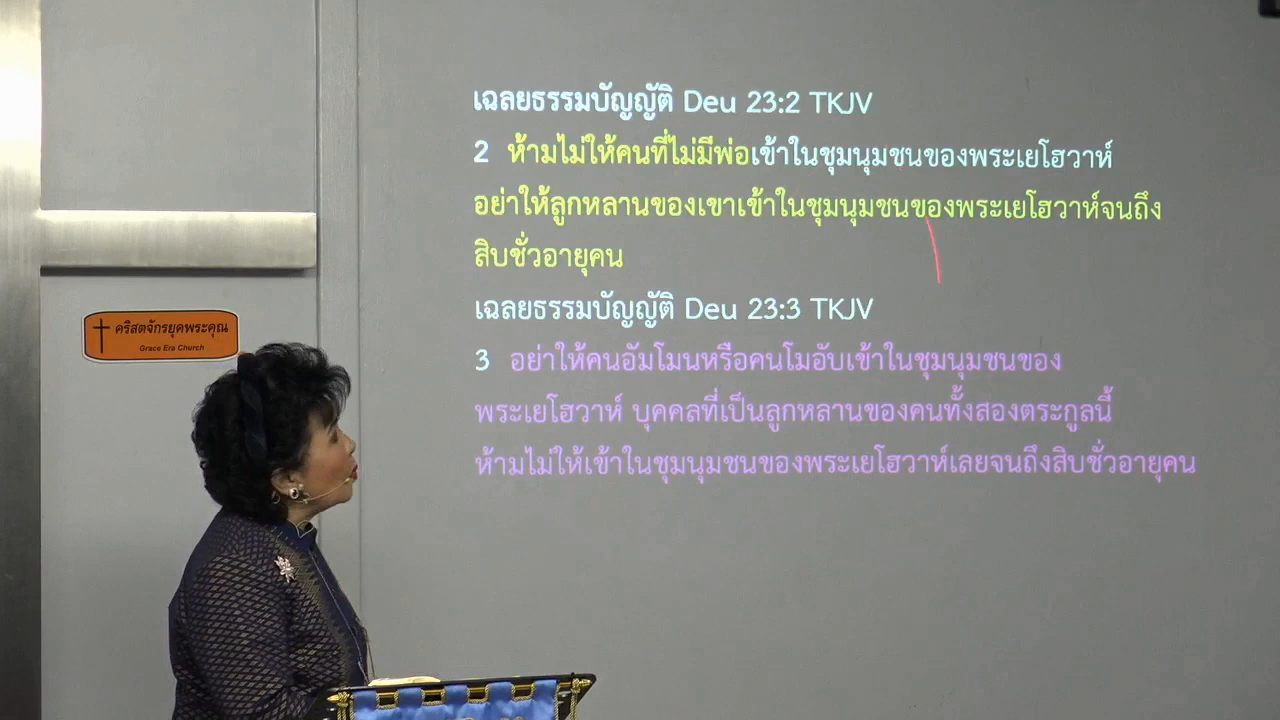 เฉลยธรรมบัญญัติ Deu 23:2 TKJV
2 ห้ามไม่ให้คนที่ไม่มีพ่อเข้าในชุมนุมชนของพระเยโฮวาห์
อย่าให้ลูกหลานของเขาเข้าในชุมนุมชนของพระเยโฮวาห์จนถึง
สิบชั่วอายุคน
เฉลยธรรมบัญญัติ Deu 23:3 TKJV
3 อย่าให้คนอัมโมนหรือคนโมอับเข้าในชุมนุมชนของ
พระเยโฮวาห์ บุคคลที่เป็นลูกหลานของคนทั้งสองตระกูลนี้
ห้ามไม่ให้เข้าในชุมนุมชนของพระเยโฮวาห์เลยจนถึงสิบชั่วอายุคน
คริสตจักรยุคพระคุณ
Grace Era Church